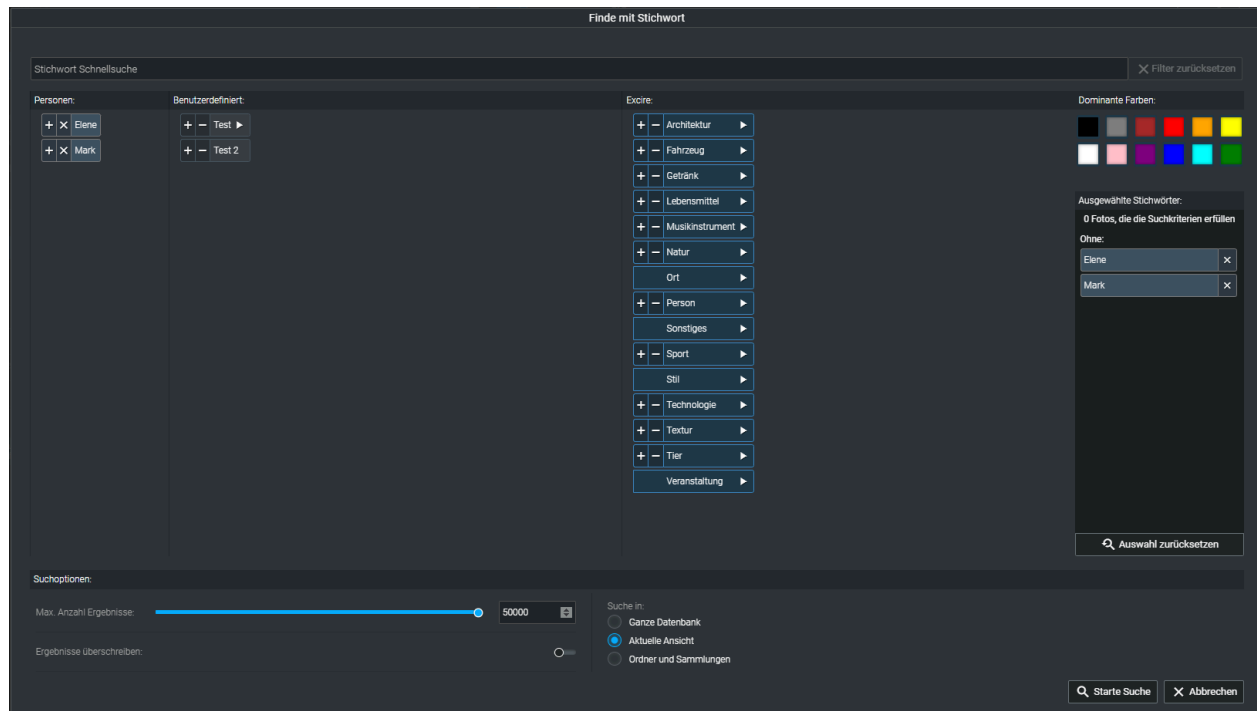 Finde mit Stichwort
Stichwort Schnellsuche
Filter zurücksetzen
Personen:
Elene
Mark
Benutzerdefiniert:
Test
Test 2
Excire:
Architektur
Fahrzeug
Getränk
Lebensmittel
Musikinstrument
Natur
Ort
Person
Sonstiges
Sport
Stil
Technologie
Textur
Tier
Veranstaltung
Dominante Farben:
Ausgewählte Stichwörter:
0 Fotos, die die Suchkriterien erfüllen
Ohne:
Elene
Mark
Auswahl zurücksetzen
Suchoptionen:
Max. Anzahl Ergebnisse:
50000
Ergebnisse überschreiben:
Suche in:
Ganze Datenbank
Aktuelle Ansicht
Ordner und Sammlungen
Starte Suche
Abbrechen